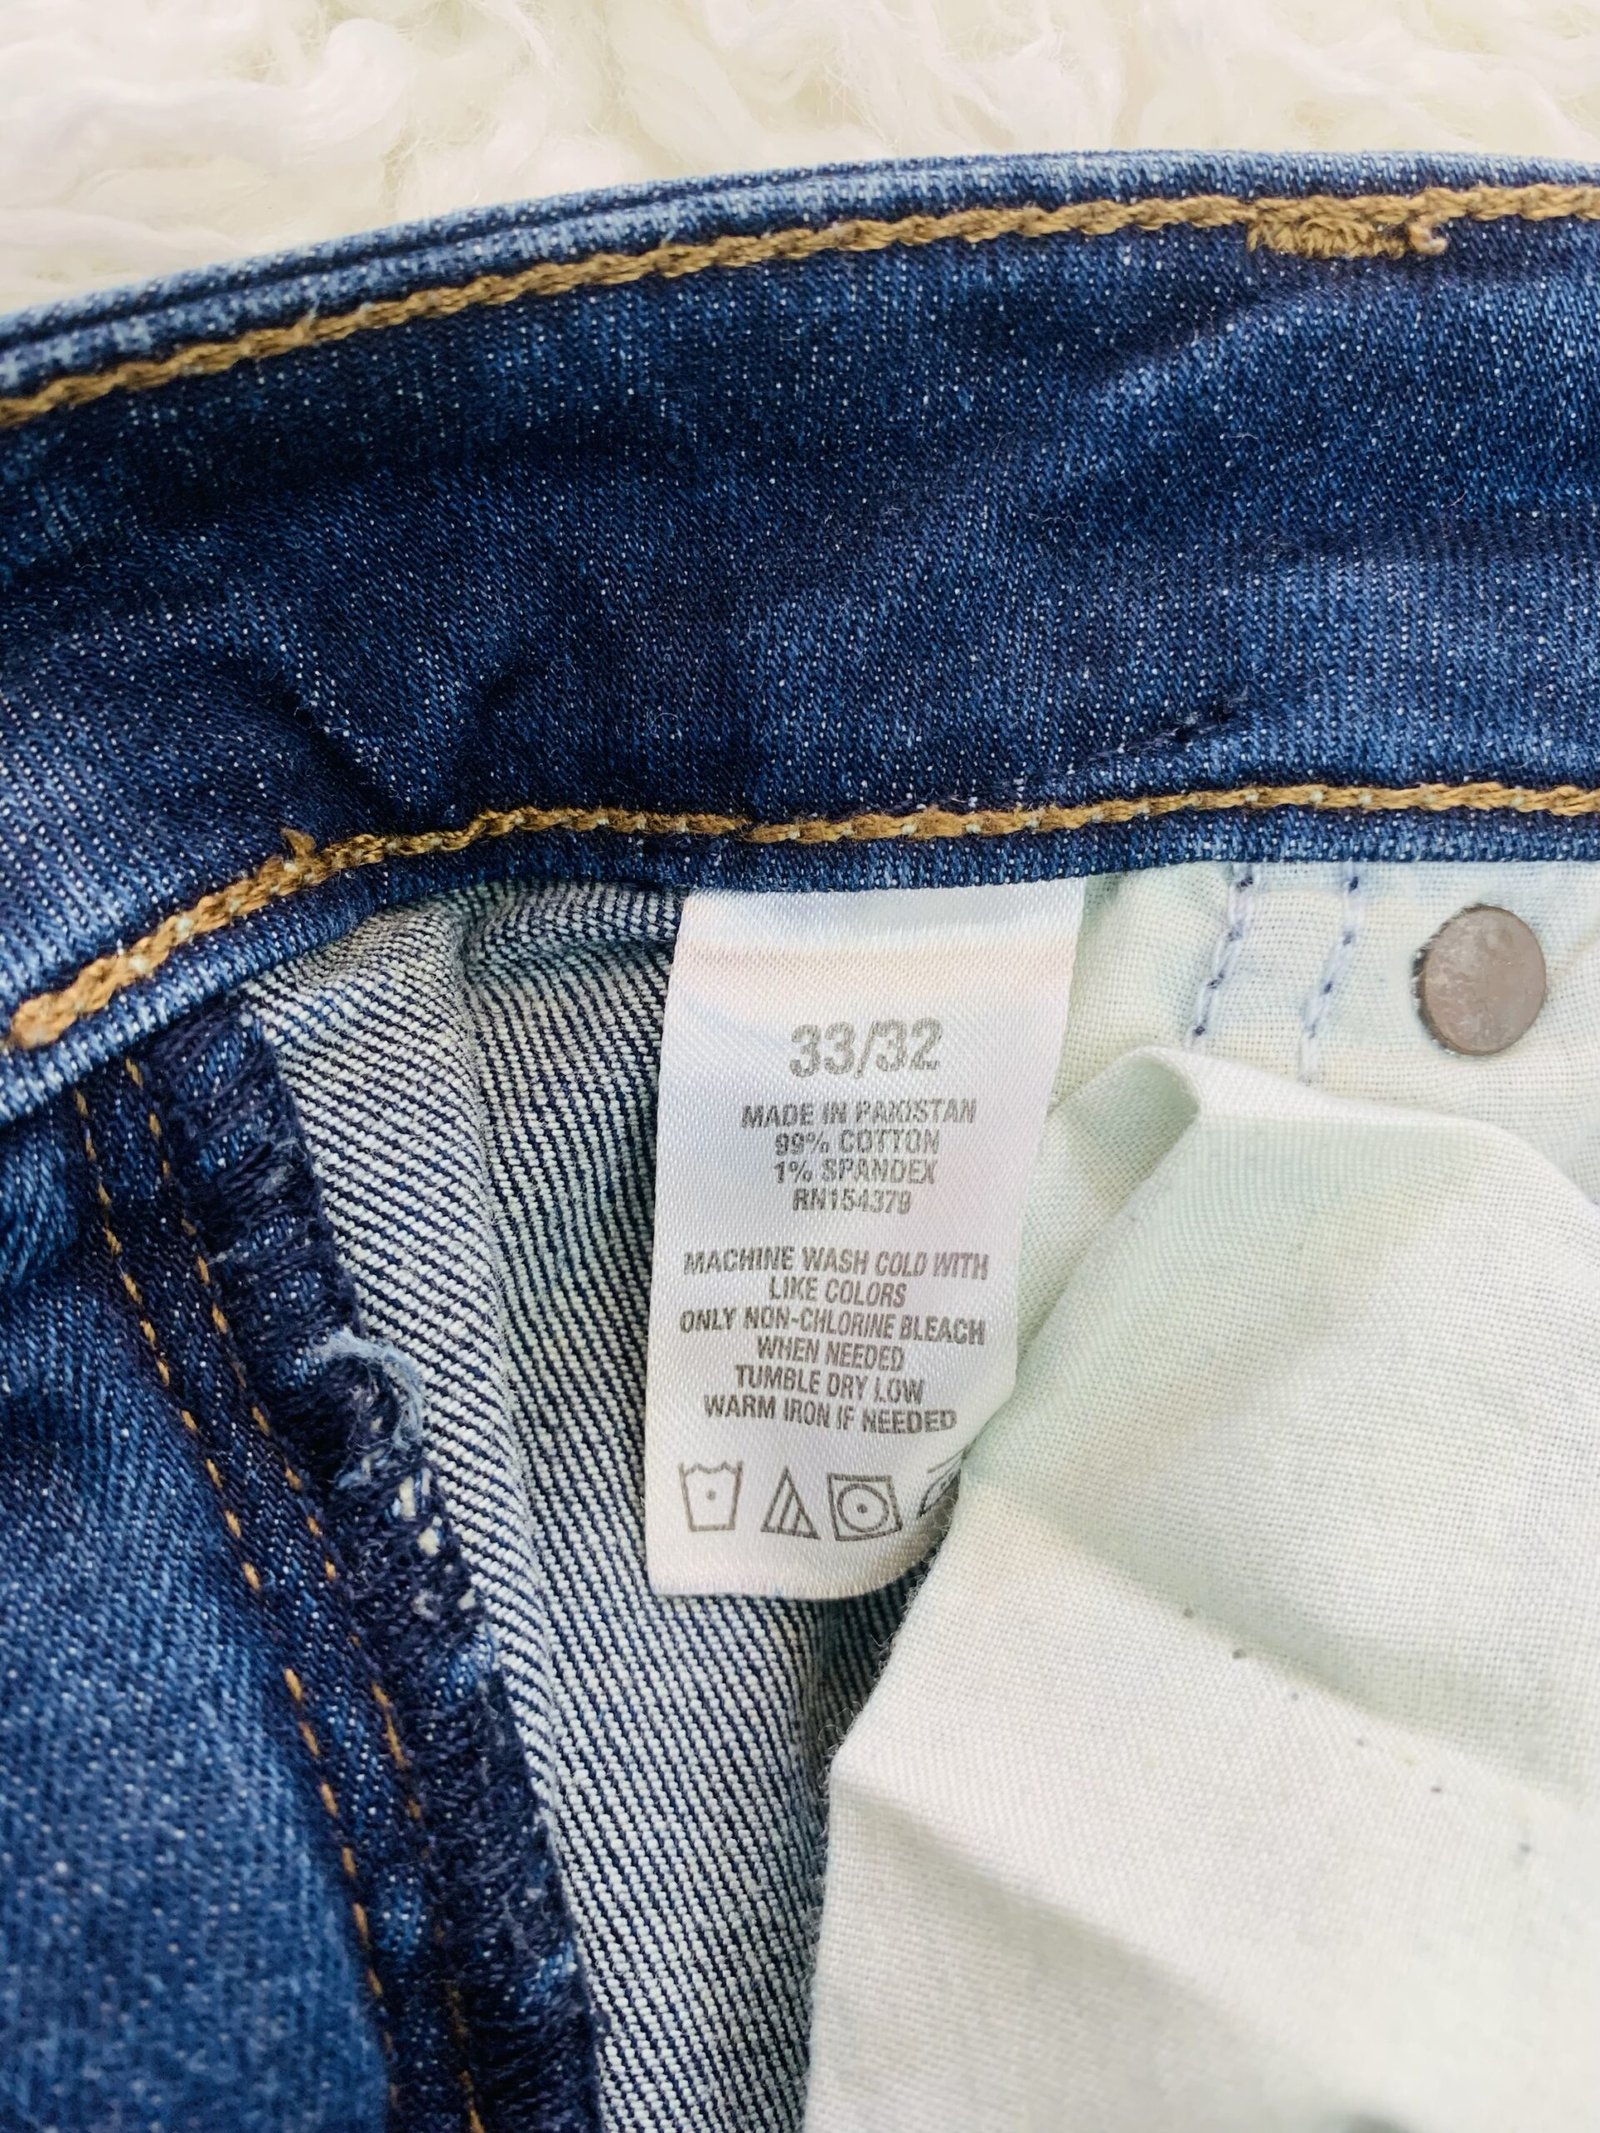 33/32
MADE IN PAKISTAN
99% COTTON
1% SPANDEX
RN154379
MACHINE WASH COLD WITH
LIKE COLORS
ONLY NON-CHLORINE BLEACH
WHEN NEEDED
TUMBLE DRY LOW
WARM IRON IF NEEDED